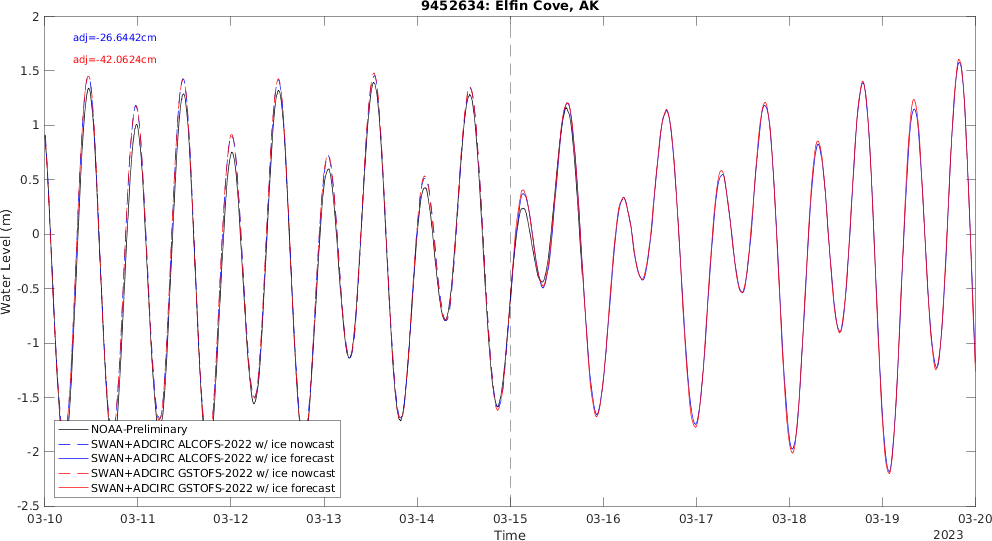 9452634: Elfin Cove, AK
adj=-26.6442cm
adj=-42.0624cm
Water Level (m)
2
1.5
1
0.5
0
-0.5
-1
-1.5
-2
-2.5
NOAA-Preliminary
SWAN+ADCIRC ALCOFS-2022 w/ ice nowcast
SWAN+ADCIRC ALCOFS-2022 w/ ice forecast
SWAN+ADCIRC GSTOFS-2022 w/ ice nowcast
SWAN+ADCIRC GSTOFS-2022 w/ ice forecast
03-10 03-11 03-12 03-13 03-14 03-15 03-16 03-17 03-18 03-19 03-20
Time
2023